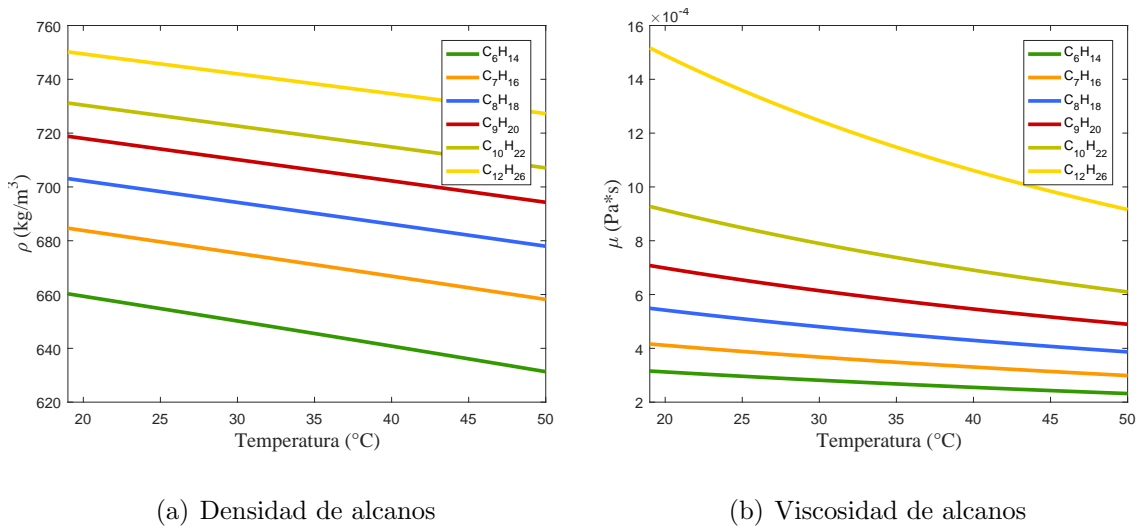 760
740
720
700
680
660
640
620
20 25 30 35 40 45 50
ρ (kg/m³)
Temperatura (°C)
C₆H₁₄
C₇H₁₆
C₈H₁₈
C₉H₂₀
C₁₀H₂₂
C₁₂H₂₆
(a) Densidad de alcanos
×10⁻⁴
16
14
12
10
8
6
4
2
20 25 30 35 40 45 50
μ (Pa*s)
Temperatura (°C)
C₆H₁₄
C₇H₁₆
C₈H₁₈
C₉H₂₀
C₁₀H₂₂
C₁₂H₂₆
(b) Viscosidad de alcanos